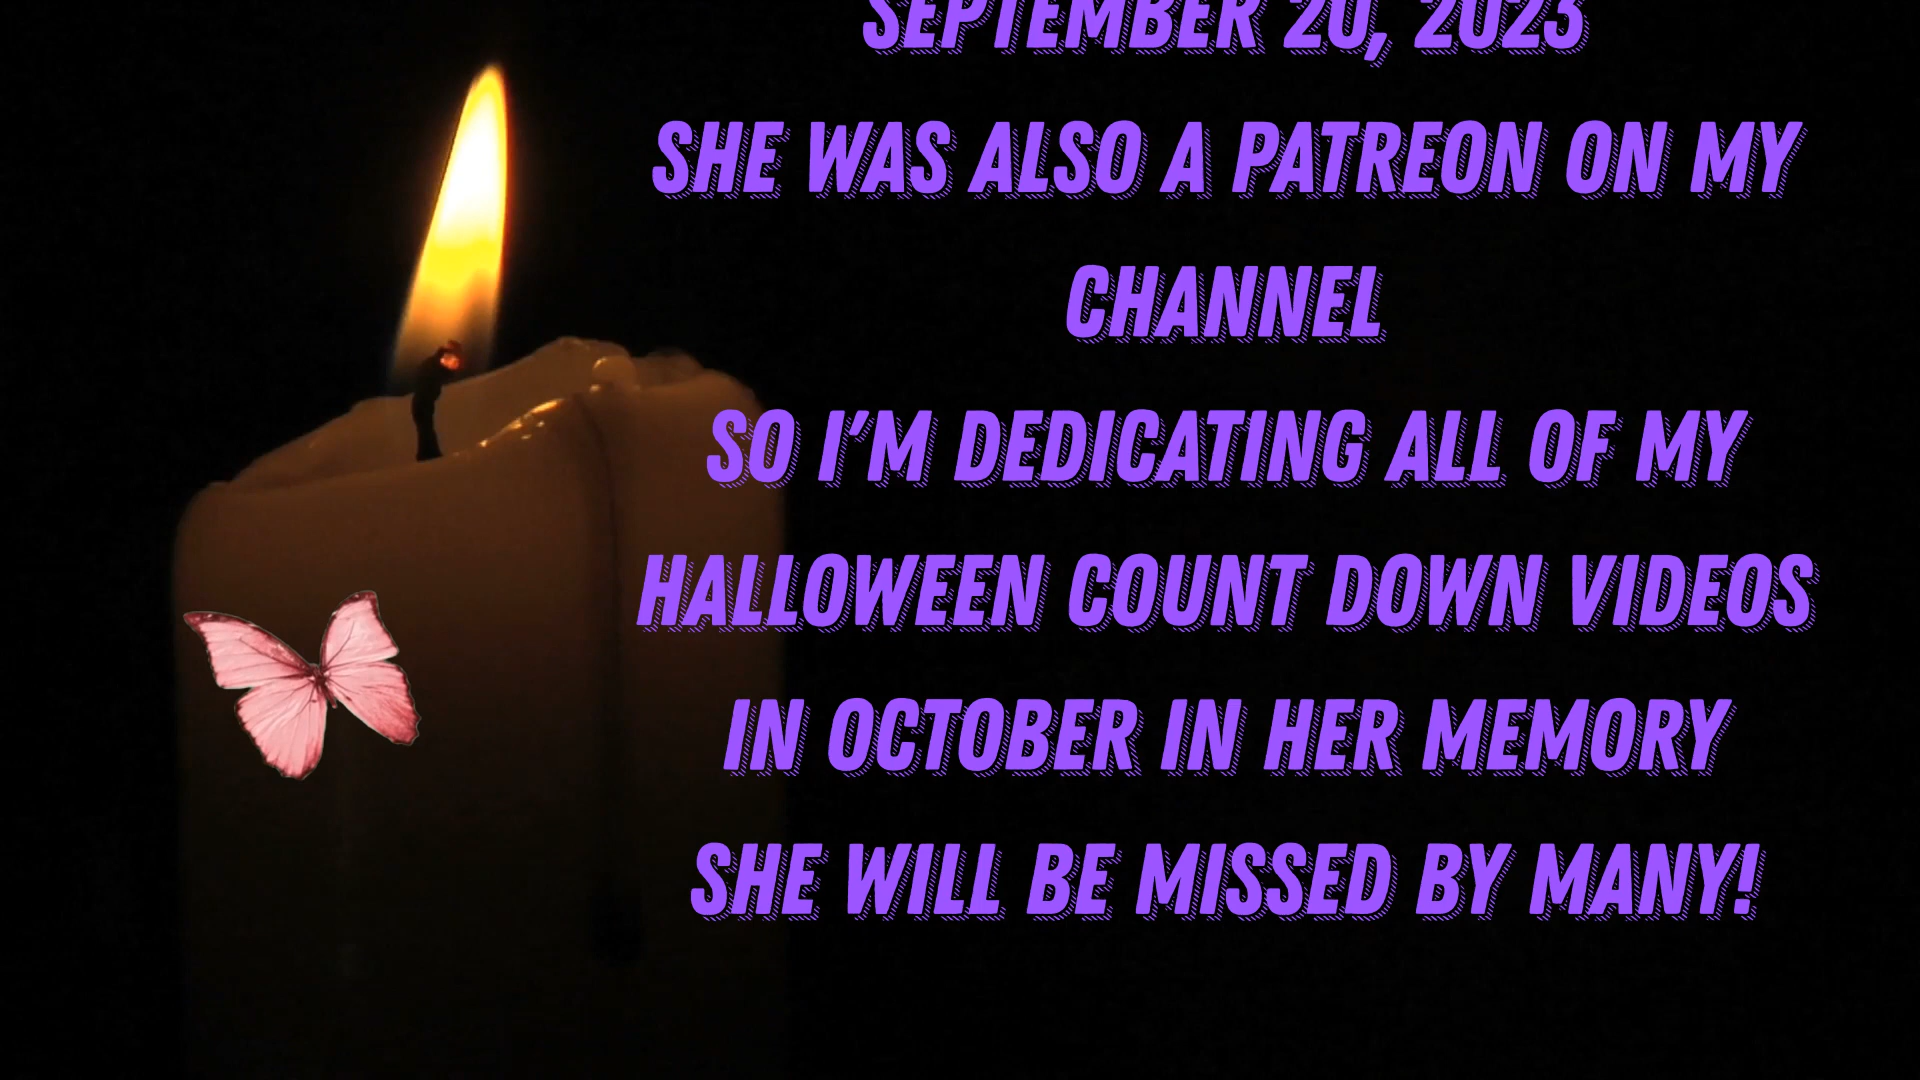 SEPTEMBER 20, 2023
SHE WAS ALSO A PATREON ON MY
CHANNEL
SO I'M DEDICATING ALL OF MY
HALLOWEEN COUNT DOWN VIDEOS
IN OCTOBER IN HER MEMORY
SHE WILL BE MISSED BY MANY!